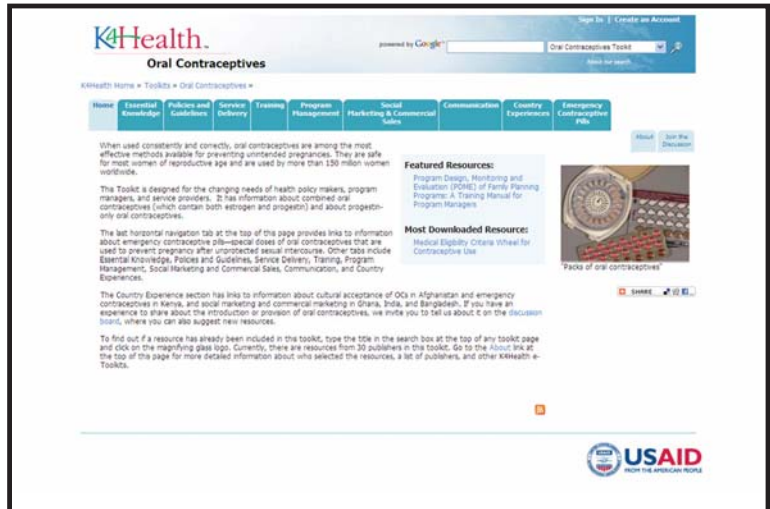 Sign In | Create an Account
K4Health
powered by Google
Oral Contraceptives Toolkit
Oral Contraceptives
K4Health Home » Toolkits » Oral Contraceptives »
Home
Essential Knowledge
Policies and Guidelines
Service Delivery
Training
Program Management
Social Marketing & Commercial Sales
Communication
Country Experiences
Emergency Contraceptive Pills
About
Join the Discussion
When used consistently and correctly, oral contraceptives are among the most
effective methods available for preventing unintended pregnancies. They are safe
for most women of reproductive age and are used by more than 150 million women
worldwide.
The Toolkit is designed for the changing needs of health policy makers, program
managers, and service providers. It has information about combined oral
contraceptives (which contain both estrogen and progestin) and about progestin-
only oral contraceptives.
The last horizontal navigation tab at the top of this page provides links to information
about emergency contraceptive pills—special doses of oral contraceptives that are
used to prevent pregnancy after unprotected sexual intercourse. Other tabs include
Essential Knowledge, Policies and Guidelines, Service Delivery, Training, Program
Management, Social Marketing and Commercial Sales, Communication, and Country
Experiences.
Featured Resources:
Program Design, Monitoring and
Evaluation (PDME) of Family Planning
Programs: A Training Manual for
Program Managers
Most Downloaded Resource:
Medical Eligibility Criteria Wheel for
Contraceptive Use
"Packs of oral contraceptives"
SHARE
The Country Experience section has links to information about cultural acceptance of OCs in Afghanistan and emergency
contraceptives in Kenya, and social marketing and commercial marketing in Ghana, India, and Bangladesh. If you have an
experience to share about the introduction or provision of oral contraceptives, we invite you to tell us about it on the discussion
board, where you can also suggest new resources.
To find out if a resource has already been included in this toolkit, type the title in the search box at the top of any toolkit page
and click on the magnifying glass logo. Currently, there are resources from 30 publishers in this toolkit. Go to the About link at
the top of this page for more detailed information about who selected the resources, a list of publishers, and other K4Health e-
Toolkits.
USAID
FROM THE AMERICAN PEOPLE